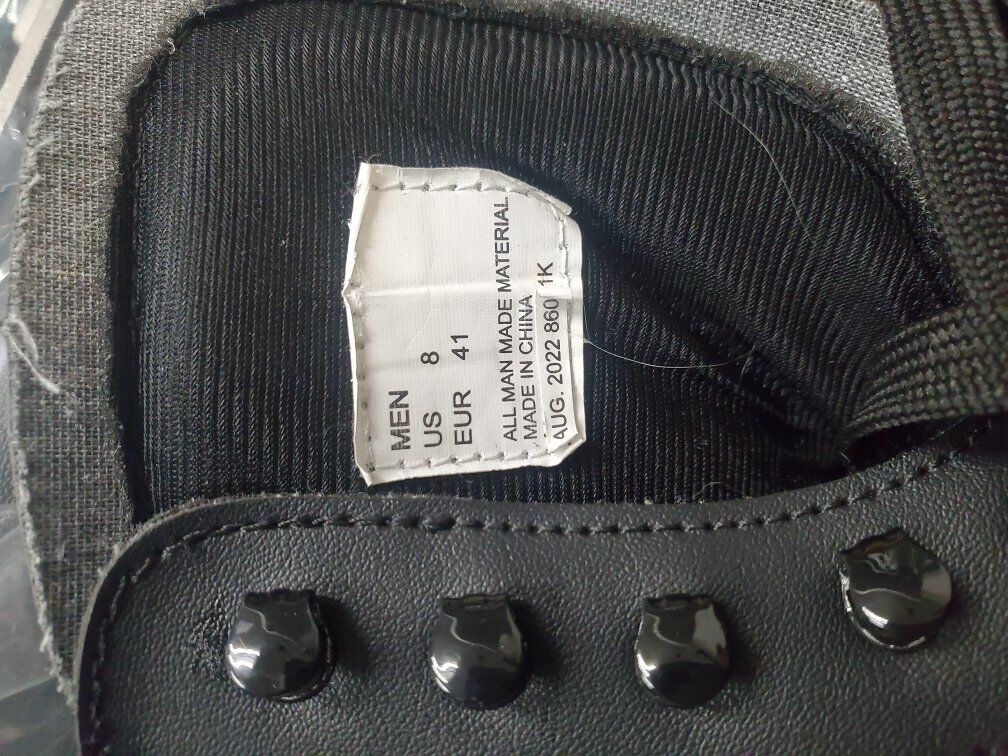 MEN
US 8
EUR 41
ALL MAN MADE MATERIAL
MADE IN CHINA
AUG. 2022 860 1K